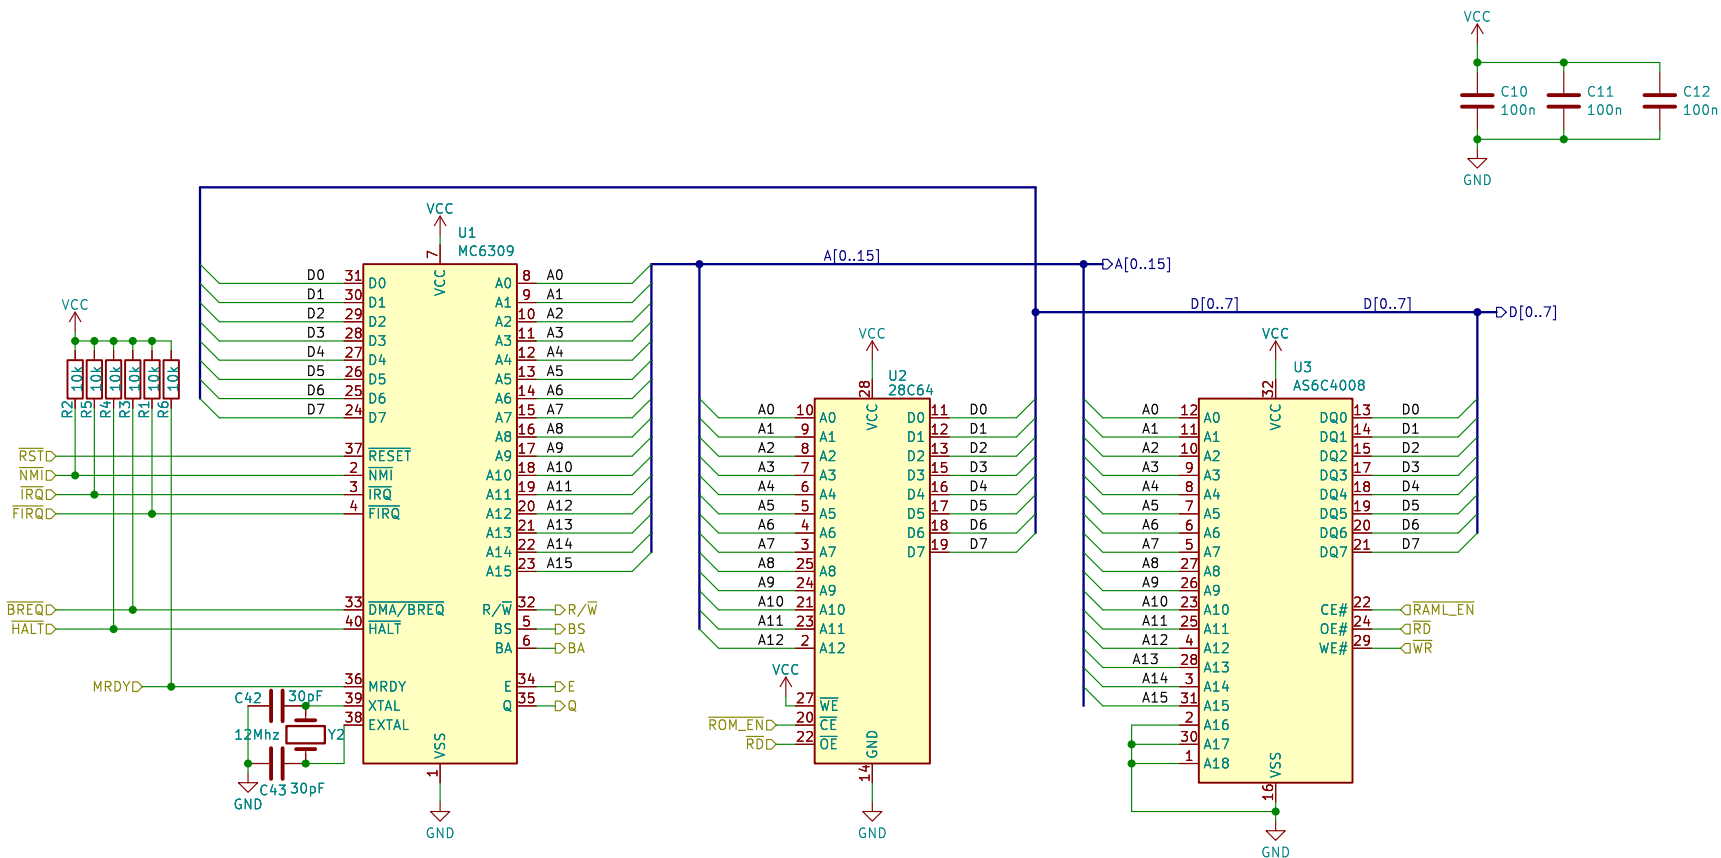 VCC
C10
100n
C11
100n
C12
100n
GND
VCC
U1
MC6309
7
VCC
D0 31 D0
D1 30 D1
D2 29 D2
D3 28 D3
D4 27 D4
D5 26 D5
D6 25 D6
D7 24 D7
A0 8 A0
A1 9 A1
A2 10 A2
A3 11 A3
A4 12 A4
A5 13 A5
A6 14 A6
A7 15 A7
A8 16 A8
A9 17 A9
A10 18 A10
A11 19 A11
A12 20 A12
A13 21 A13
A14 22 A14
A15 23 A15
VCC
10k 10k 10k 10k 10k 10k
R2 R5 R4 R3 R1 R6
RST 37 RESET
NMI 2 NMI
IRQ 3 IRQ
FIRQ 4 FIRQ
BREQ 33 DMA/BREQ
HALT 40 HALT
MRDY 36 MRDY
39 XTAL
38 EXTAL
R/W 32 R/W
BS 5 BS
BA 6 BA
E 34 E
Q 35 Q
C42 30pF
12Mhz Y2
C43 30pF
GND
VSS
1
GND
A[0..15]
A[0..15]
D[0..7]
D[0..7]
D[0..7]
VCC
28
VCC
U2
28C64
A0 10 A0
A1 9 A1
A2 8 A2
A3 7 A3
A4 6 A4
A5 5 A5
A6 4 A6
A7 3 A7
A8 25 A8
A9 24 A9
A10 21 A10
A11 23 A11
A12 2 A12
D0 11 D0
D1 12 D1
D2 13 D2
D3 15 D3
D4 16 D4
D5 17 D5
D6 18 D6
D7 19 D7
VCC
27 WE
ROM_EN 20 CE
RD 22 OE
GND
14
GND
VCC
32
VCC
U3
AS6C4008
A0 12 A0
A1 11 A1
A2 10 A2
A3 9 A3
A4 8 A4
A5 7 A5
A6 6 A6
A7 5 A7
A8 27 A8
A9 26 A9
A10 23 A10
A11 25 A11
A12 4 A12
A13 28 A13
A14 3 A14
A15 31 A15
2 A16
30 A17
1 A18
DQ0 13 D0
DQ1 14 D1
DQ2 15 D2
DQ3 17 D3
DQ4 18 D4
DQ5 19 D5
DQ6 20 D6
DQ7 21 D7
CE# 22 RAML_EN
OE# 24 RD
WE# 29 WR
VSS
16
GND